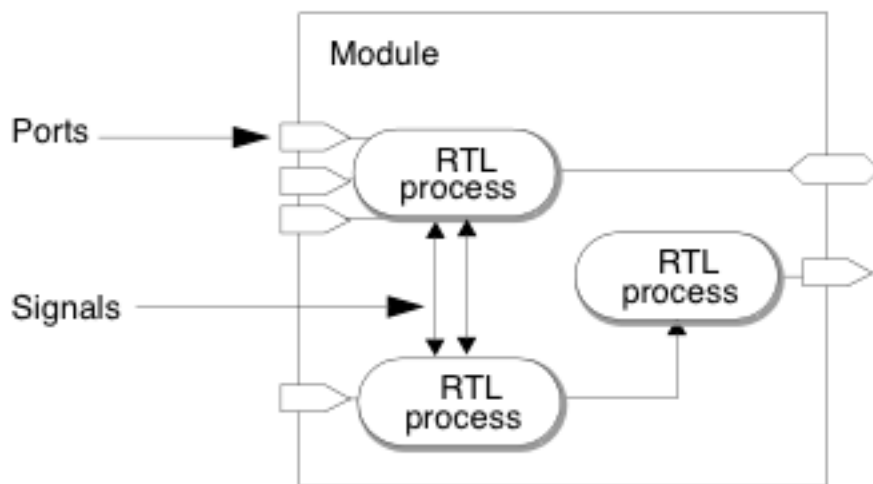 Module
Ports
RTL
process
RTL
process
Signals
RTL
process